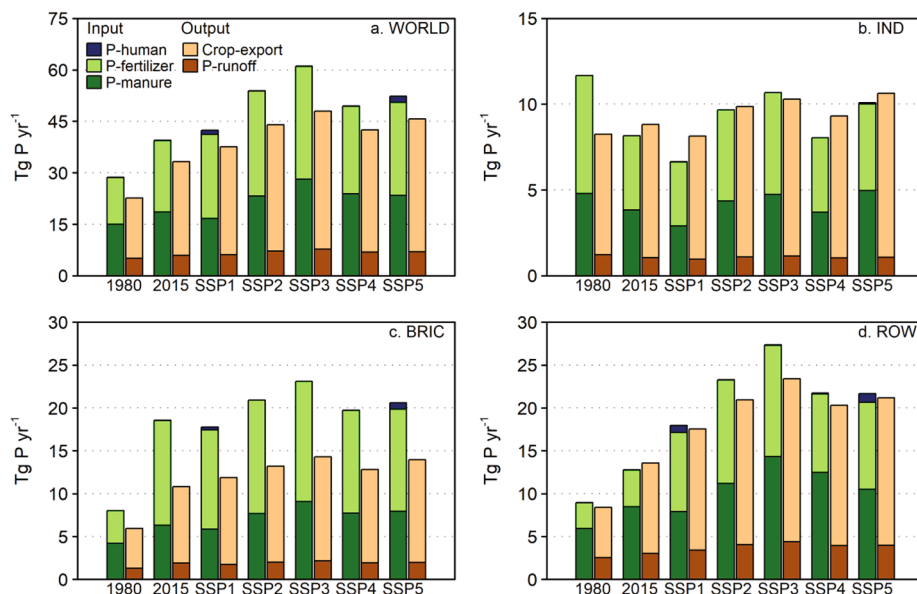 75
60
45
30
15
0
Tg P yr-1
Input Output a. WORLD
P-human Crop-export
P-fertilizer P-runoff
P-manure
1980 2015 SSP1 SSP2 SSP3 SSP4 SSP5
15
10
5
0
Tg P yr-1
b. IND
1980 2015 SSP1 SSP2 SSP3 SSP4 SSP5
30
25
20
15
10
5
0
Tg P yr-1
c. BRIC
1980 2015 SSP1 SSP2 SSP3 SSP4 SSP5
30
25
20
15
10
5
0
Tg P yr-1
d. ROW
1980 2015 SSP1 SSP2 SSP3 SSP4 SSP5